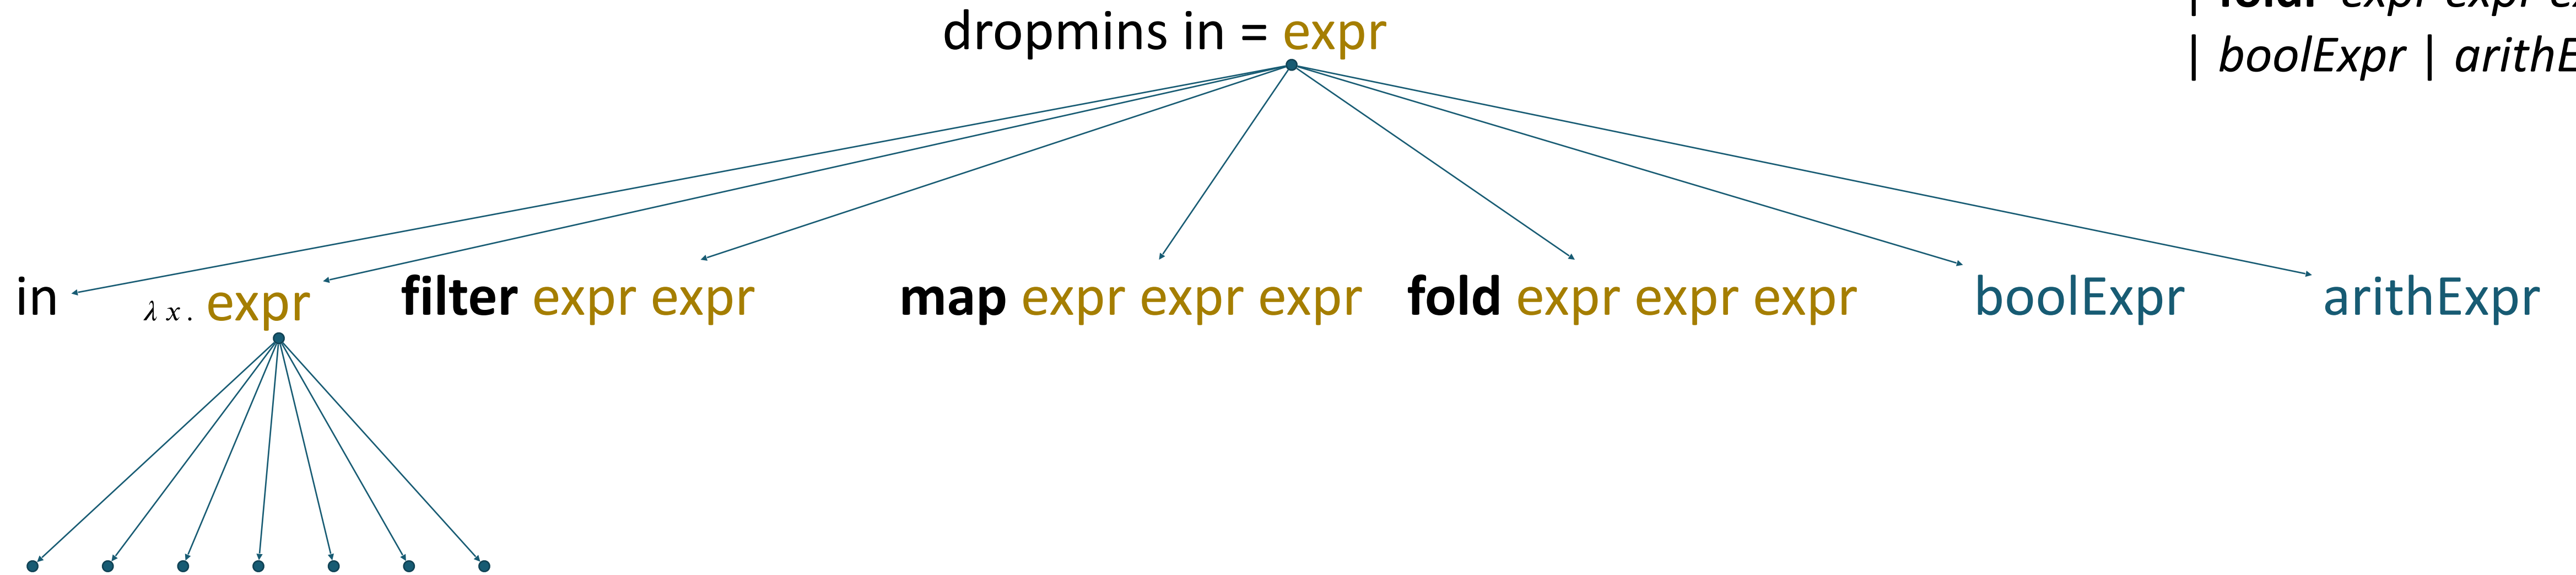 dropmins in = expr
| boolExpr |
in λ x . expr filter expr expr map expr expr expr fold expr expr expr boolExpr arithExpr